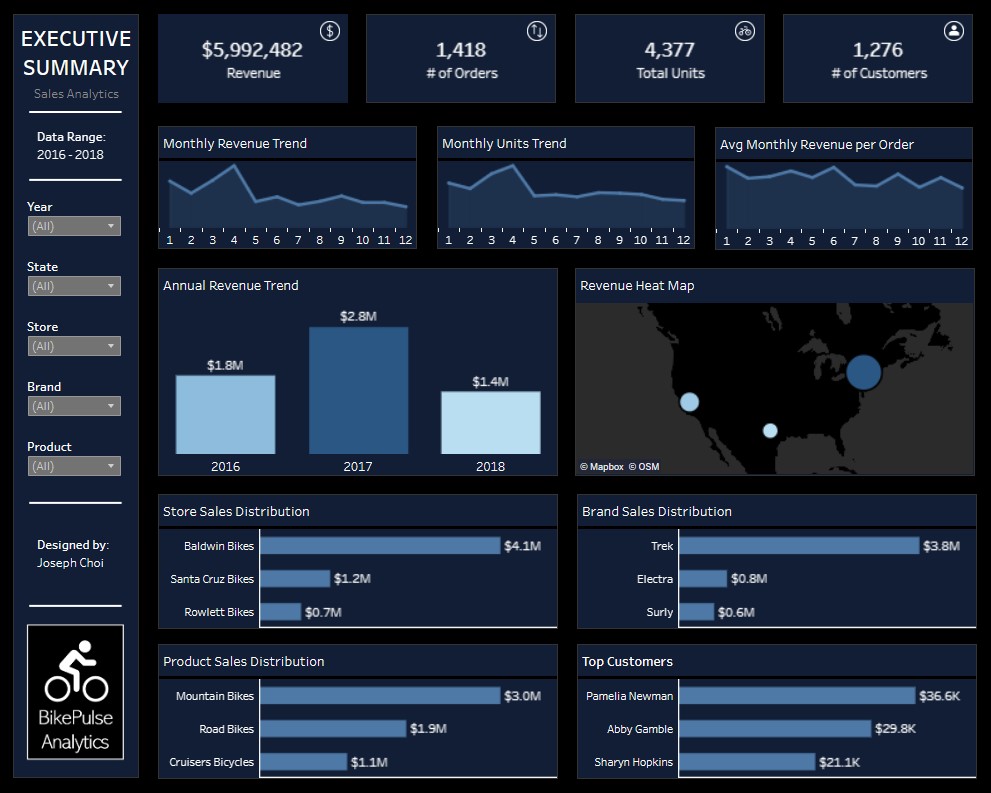 EXECUTIVE
SUMMARY
Sales Analytics
Data Range:
2016 - 2018
Year
(All)
State
(All)
Store
(All)
Brand
(All)
Product
(All)
Designed by:
Joseph Choi
BikePulse
Analytics
$
$5,992,482
Revenue
1,418
# of Orders
4,377
Total Units
1,276
# of Customers
Monthly Revenue Trend
1 2 3 4 5 6 7 8 9 10 11 12
Monthly Units Trend
1 2 3 4 5 6 7 8 9 10 11 12
Avg Monthly Revenue per Order
1 2 3 4 5 6 7 8 9 10 11 12
Annual Revenue Trend
$1.8M
$2.8M
$1.4M
2016 2017 2018
Revenue Heat Map
© Mapbox © OSM
Store Sales Distribution
Baldwin Bikes $4.1M
Santa Cruz Bikes $1.2M
Rowlett Bikes $0.7M
Brand Sales Distribution
Trek $3.8M
Electra $0.8M
Surly $0.6M
Product Sales Distribution
Mountain Bikes $3.0M
Road Bikes $1.9M
Cruisers Bicycles $1.1M
Top Customers
Pamelia Newman $36.6K
Abby Gamble $29.8K
Sharyn Hopkins $21.1K